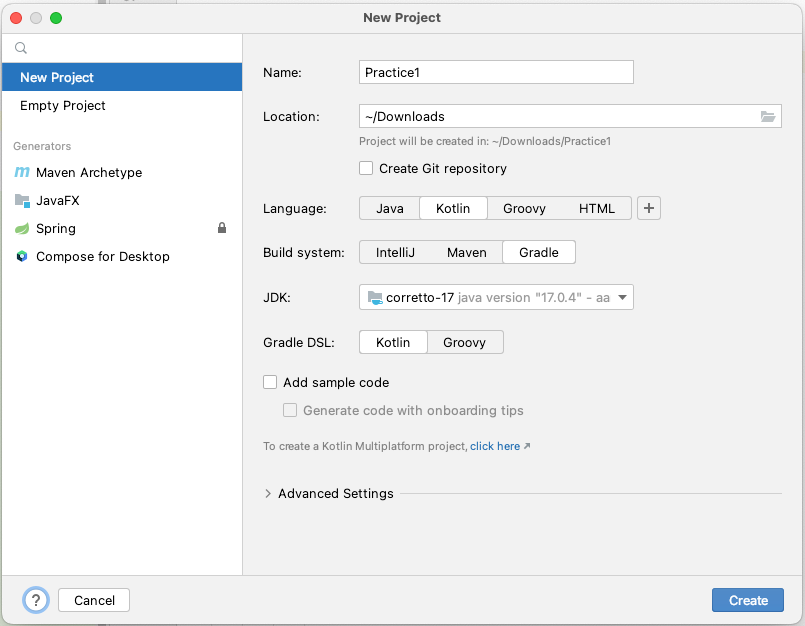 New Project
New Project
Empty Project
Generators
m Maven Archetype
JavaFX
Spring
Compose for Desktop
Name: Practice1
Location: ~/Downloads
Project will be created in: ~/Downloads/Practice1
Create Git repository
Language: Java Kotlin Groovy HTML +
Build system: IntelliJ Maven Gradle
JDK: corretto-17 java version "17.0.4" - aa
Gradle DSL: Kotlin Groovy
Add sample code
Generate code with onboarding tips
To create a Kotlin Multiplatform project, click here ↗
Advanced Settings
? Cancel Create